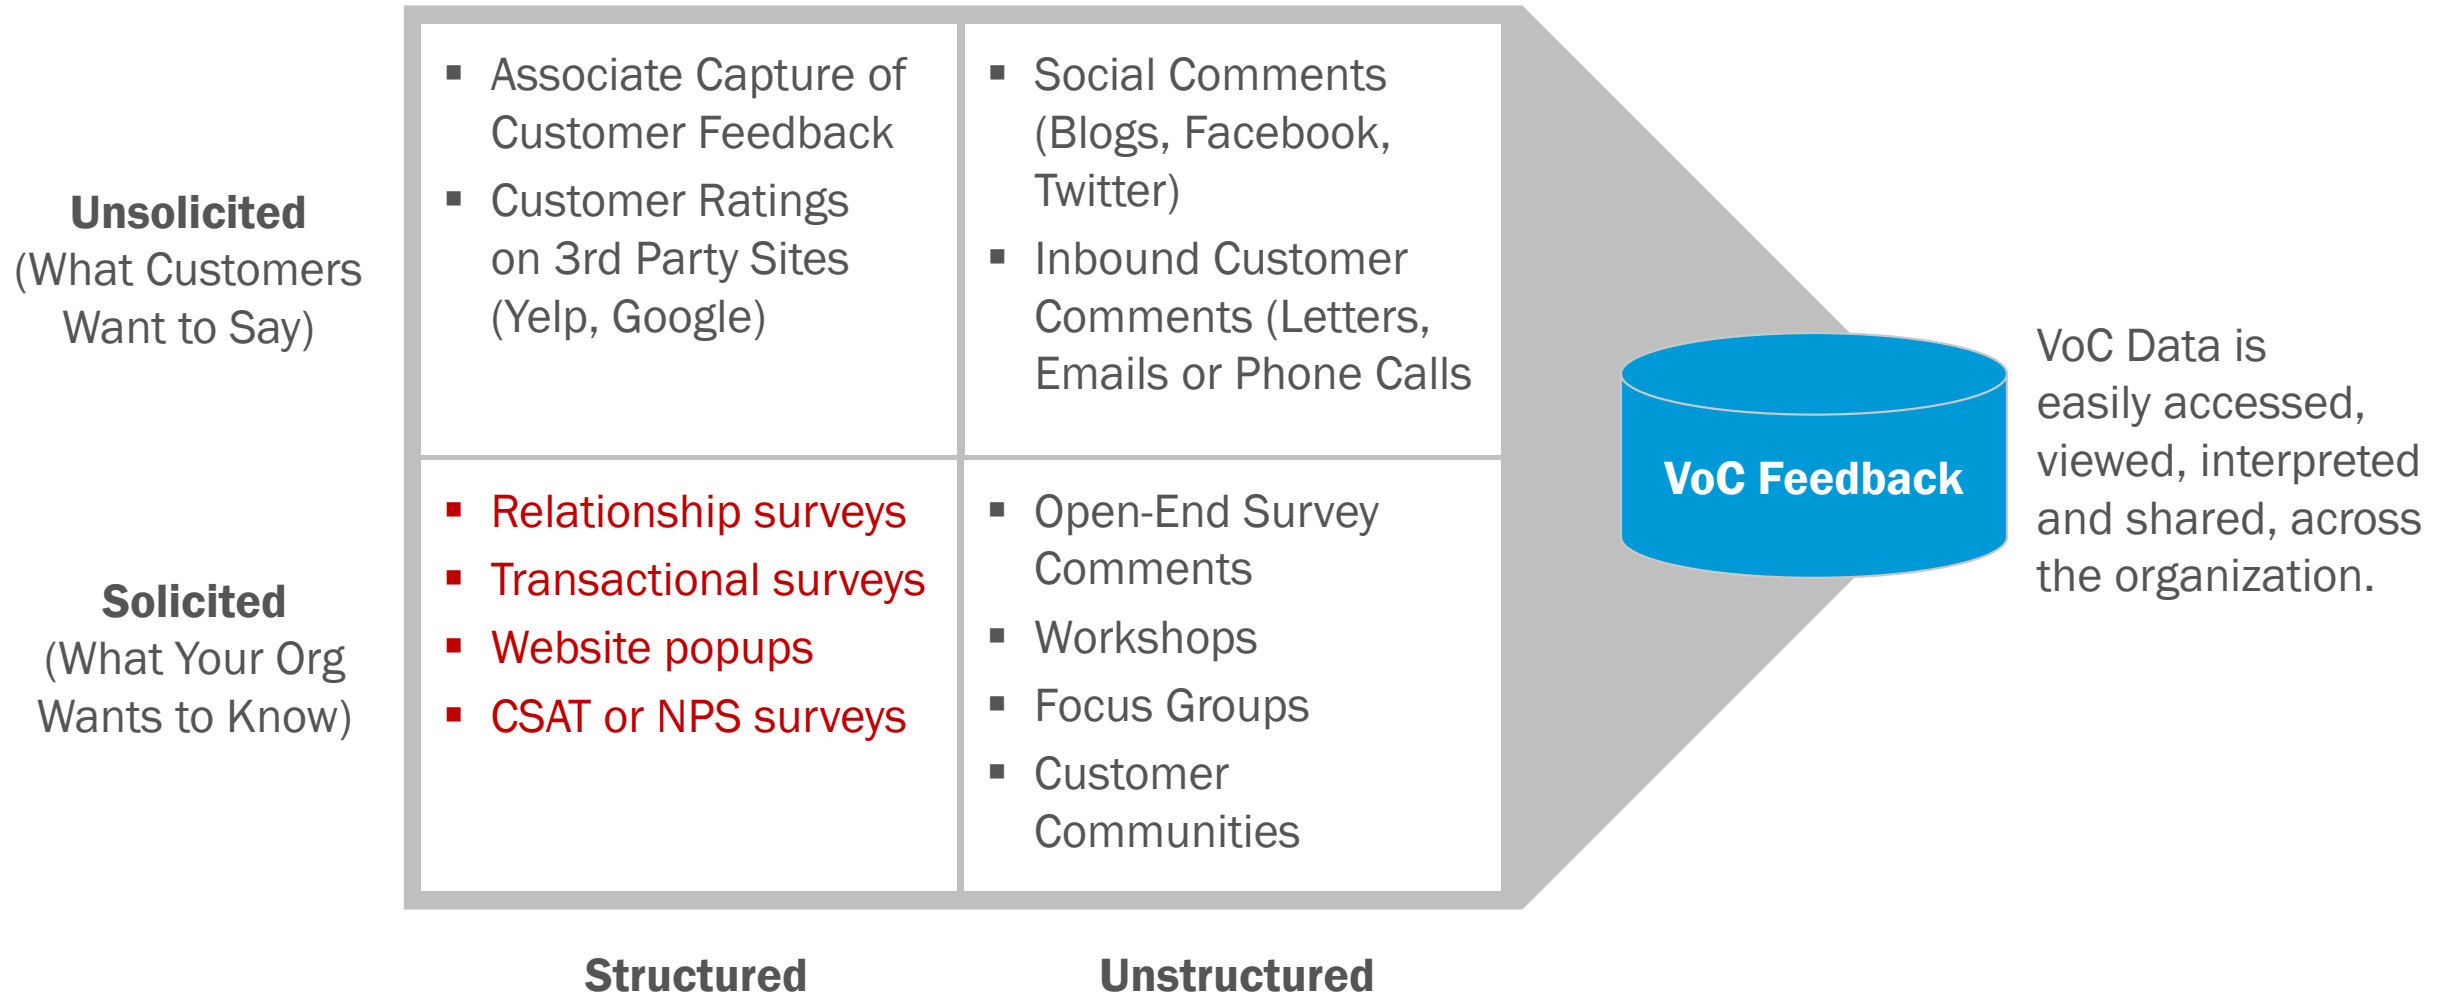 Unsolicited
(What Customers
Want to Say)
▪ Associate Capture of
Customer Feedback
▪ Customer Ratings
on 3rd Party Sites
(Yelp, Google)
▪ Social Comments
(Blogs, Facebook,
Twitter)
▪ Inbound Customer
Comments (Letters,
Emails or Phone Calls
Solicited
(What Your Org
Wants to Know)
▪ Relationship surveys
▪ Transactional surveys
▪ Website popups
▪ CSAT or NPS surveys
▪ Open-End Survey
Comments
▪ Workshops
▪ Focus Groups
▪ Customer
Communities
Structured
Unstructured
VoC Feedback
VoC Data is
easily accessed,
viewed, interpreted
and shared, across
the organization.